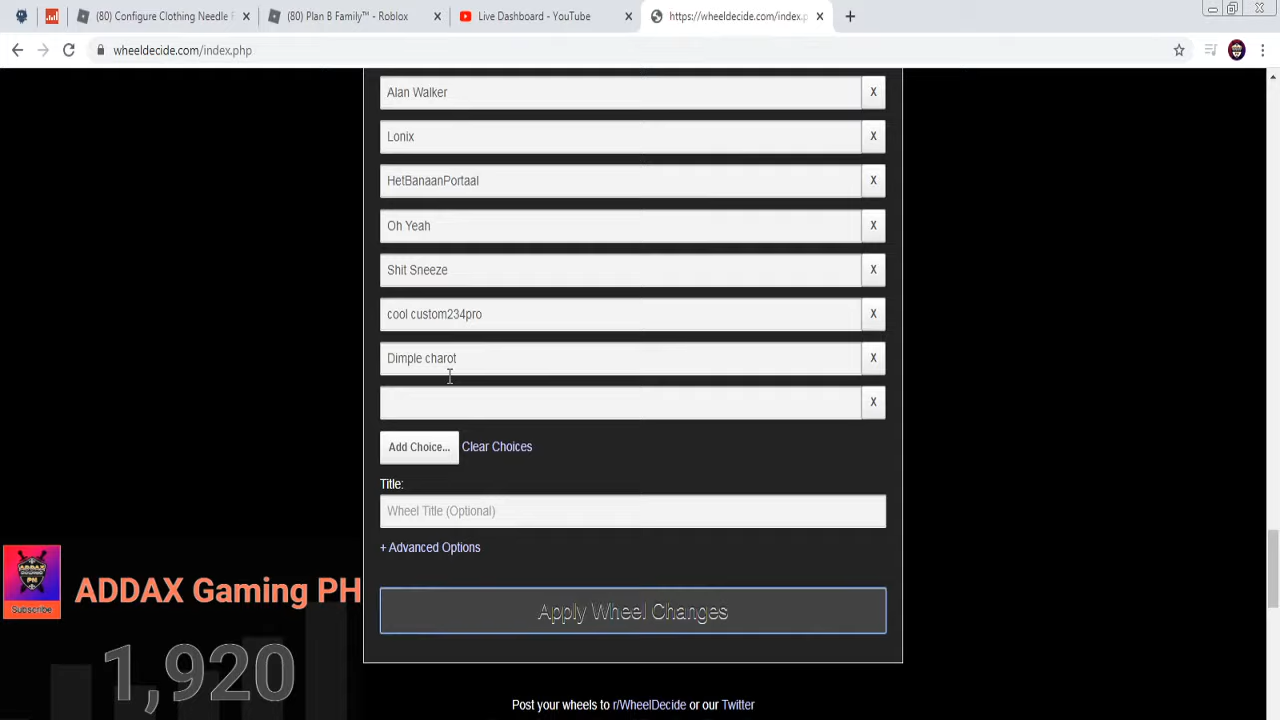 (80) Configure Clothing Needle F
(80) Plan B Family™ - Roblox
Live Dashboard - YouTube
https://wheeldecide.com/index.p
wheeldecide.com/index.php
Alan Walker X
Lonix X
HetBanaanPortaal X
Oh Yeah X
Shit Sneeze X
cool custom234pro X
Dimple charot X
X
Add Choice... Clear Choices
Title:
Wheel Title (Optional)
+ Advanced Options
Apply Wheel Changes
ADDAX
PH
Subscribe
ADDAX Gaming PH
1,920
Post your wheels to r/WheelDecide or our Twitter